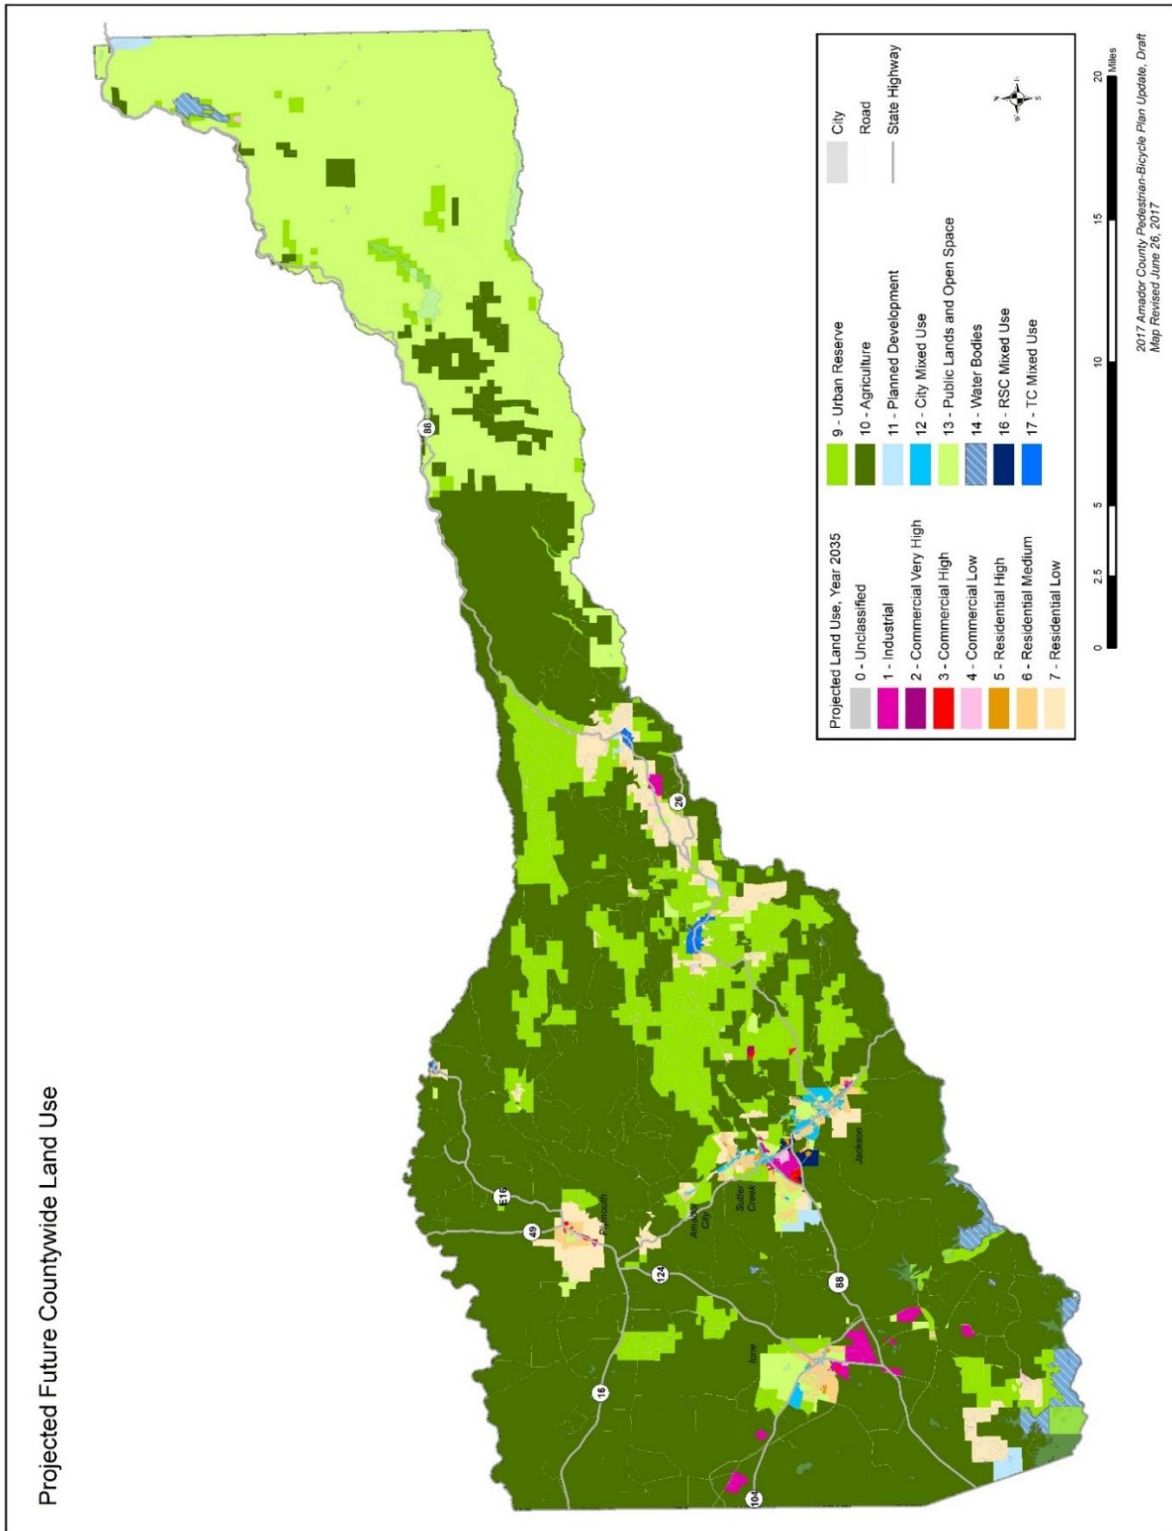 Projected Future Countywide Land Use
88
26
E16
49
Plymouth
Amador
City
Sutter
Creek
Jackson
124
88
Ione
16
104
Projected Land Use, Year 2035
0 - Unclassified
1 - Industrial
2 - Commercial Very High
3 - Commercial High
4 - Commercial Low
5 - Residential High
6 - Residential Medium
7 - Residential Low
9 - Urban Reserve
10 - Agriculture
11 - Planned Development
12 - City Mixed Use
13 - Public Lands and Open Space
14 - Water Bodies
16 - RSC Mixed Use
17 - TC Mixed Use
City
Road
State Highway
N
W E
S
0 2.5 5 10 15 20
Miles
2017 Amador County Pedestrian-Bicycle Plan Update, Draft
Map Revised June 26, 2017